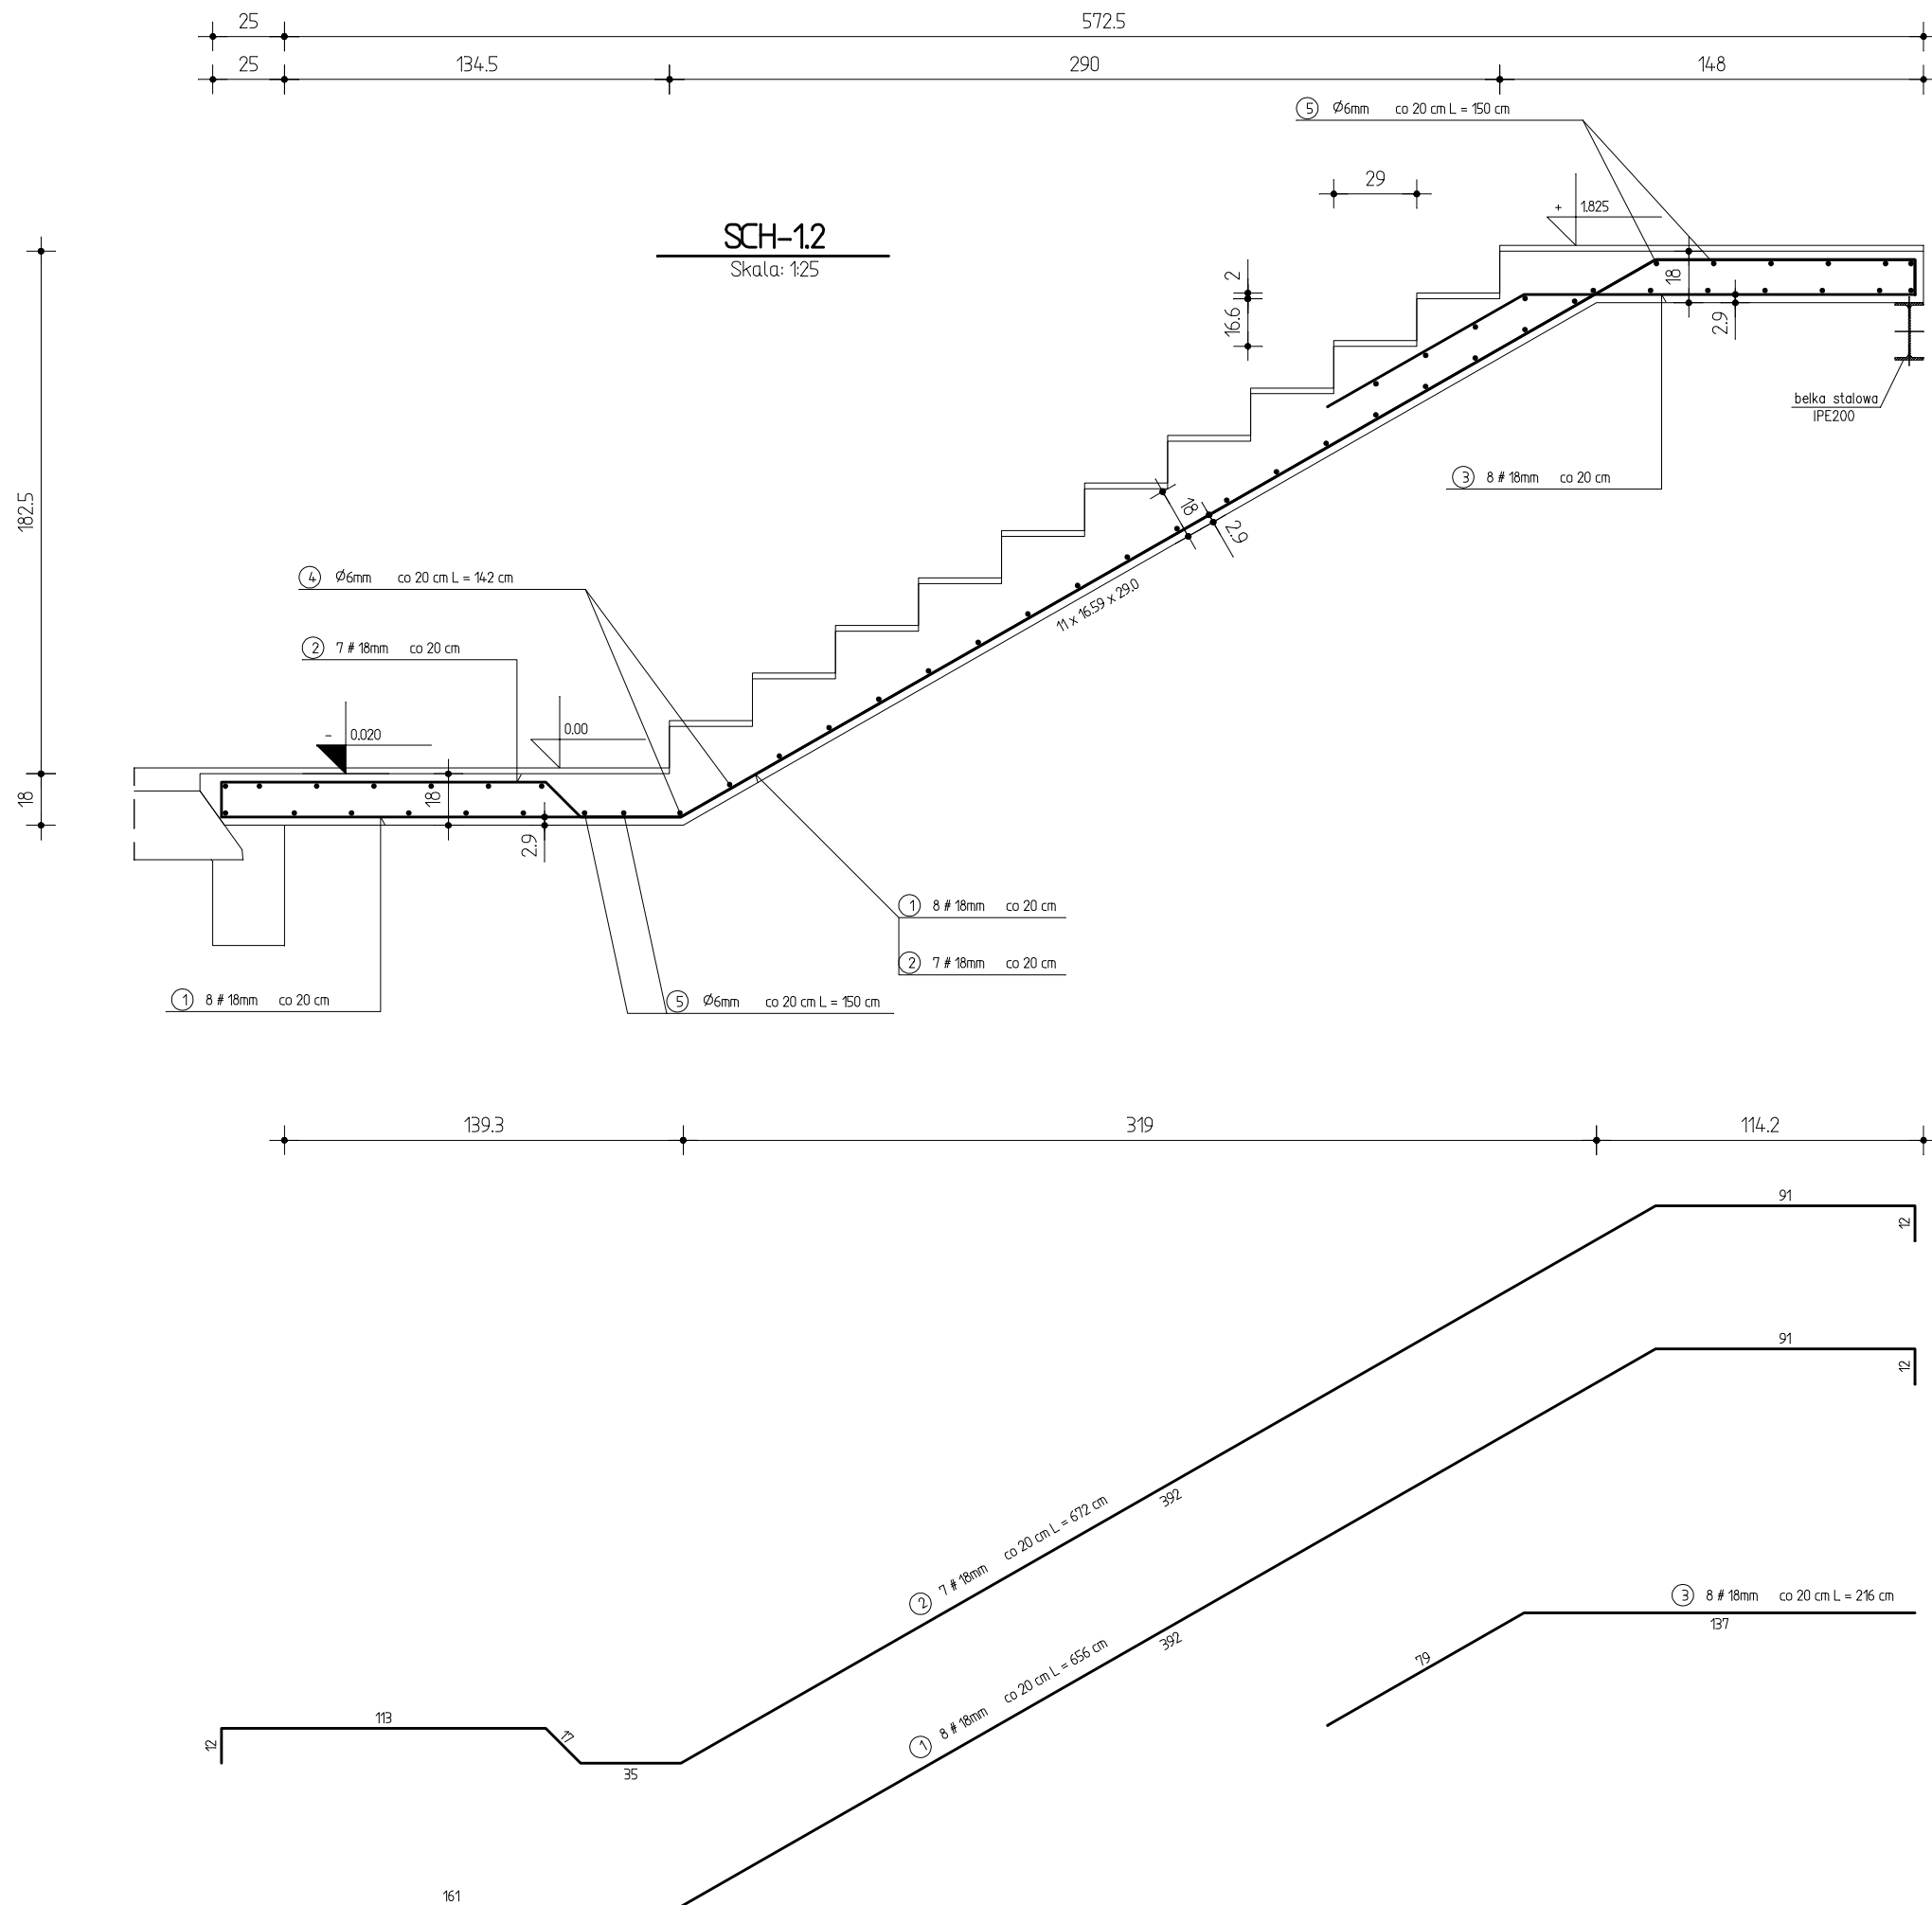 25 572.5
25 134.5 290 148
5 Ø6mm co 20 cm L = 150 cm
29
+ 1.825
SCH-1.2
Skala: 1:25
2
16.6
18
2.9
belka stalowa
IPE200
3 8 # 18mm co 20 cm
182.5
18
2.9
11 x 16.59 x 29.0
4 Ø6mm co 20 cm L = 142 cm
2 7 # 18mm co 20 cm
- 0.020
0.00
18
18
2.9
1 8 # 18mm co 20 cm
2 7 # 18mm co 20 cm
1 8 # 18mm co 20 cm
5 Ø6mm co 20 cm L = 150 cm
139.3 319 114.2
91
12
91
12
2 7 # 18mm co 20 cm L = 672 cm
392
3 8 # 18mm co 20 cm L = 216 cm
137
79
1 8 # 18mm co 20 cm L = 656 cm
392
113
12
17
35
161